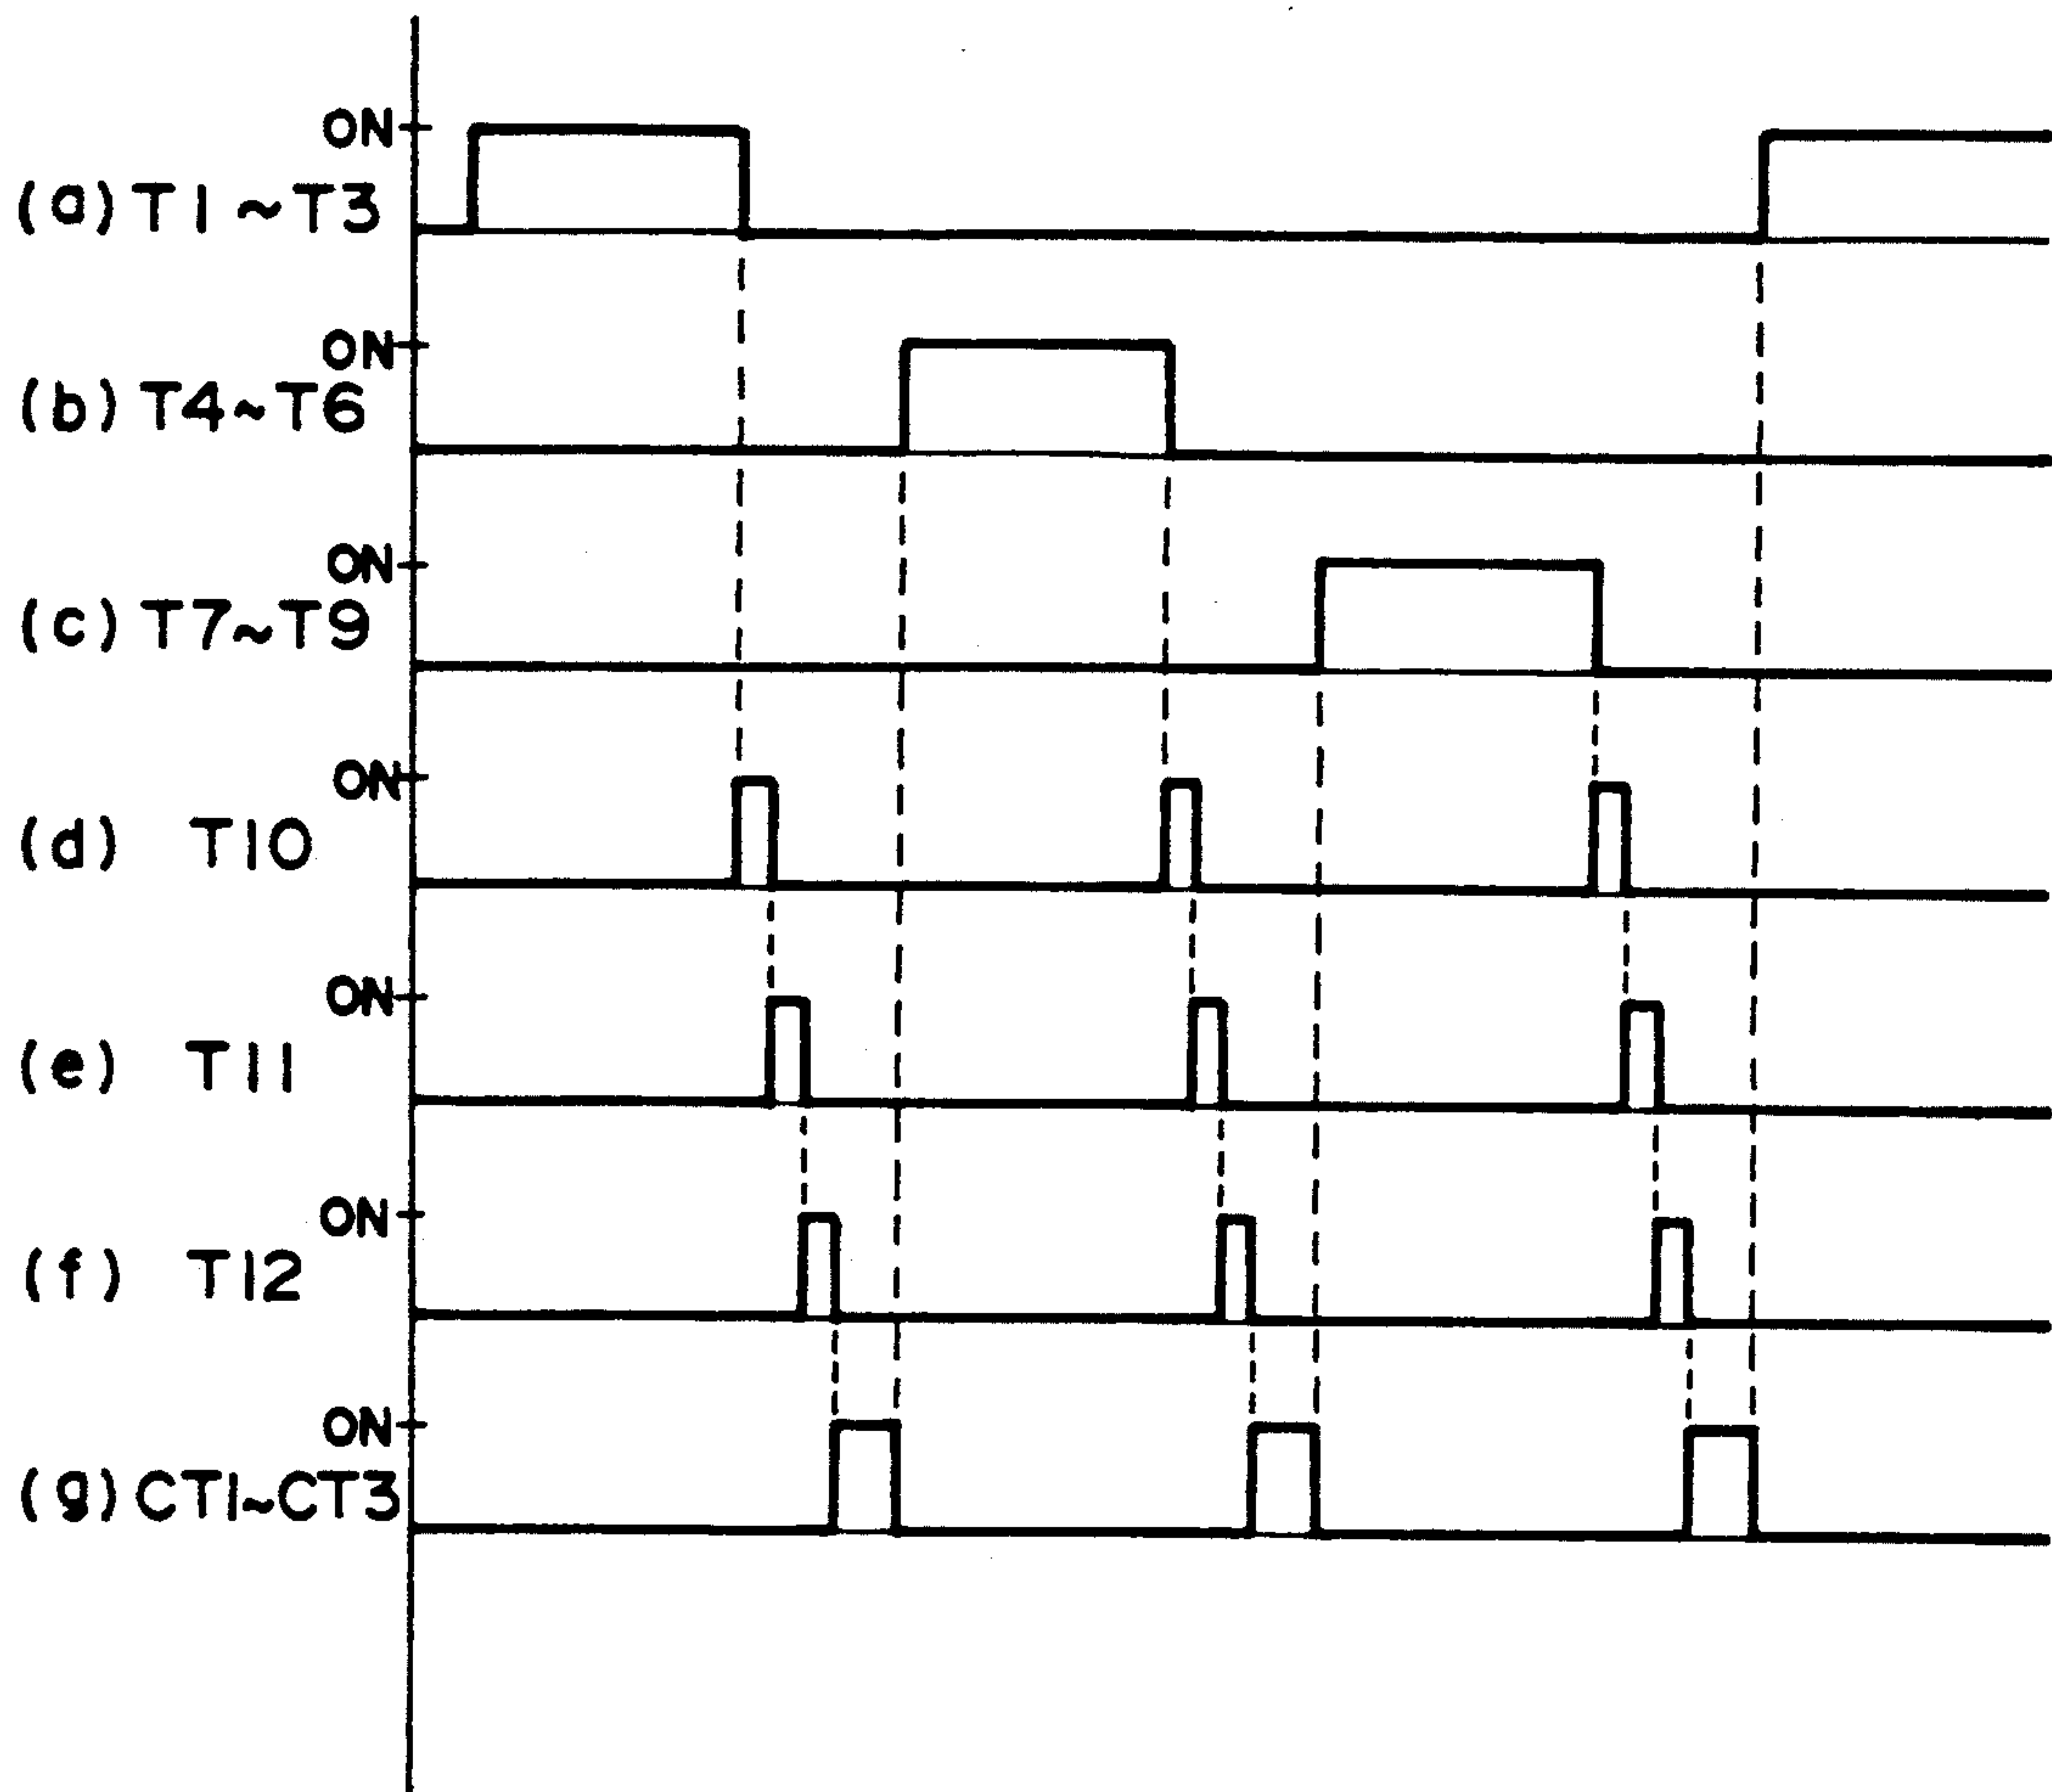 ON
(a) T1~T3
ON
(b) T4~T6
ON
(c) T7~T9
ON
(d) T10
ON
(e) T11
ON
(f) T12
ON
(g) CT1~CT3